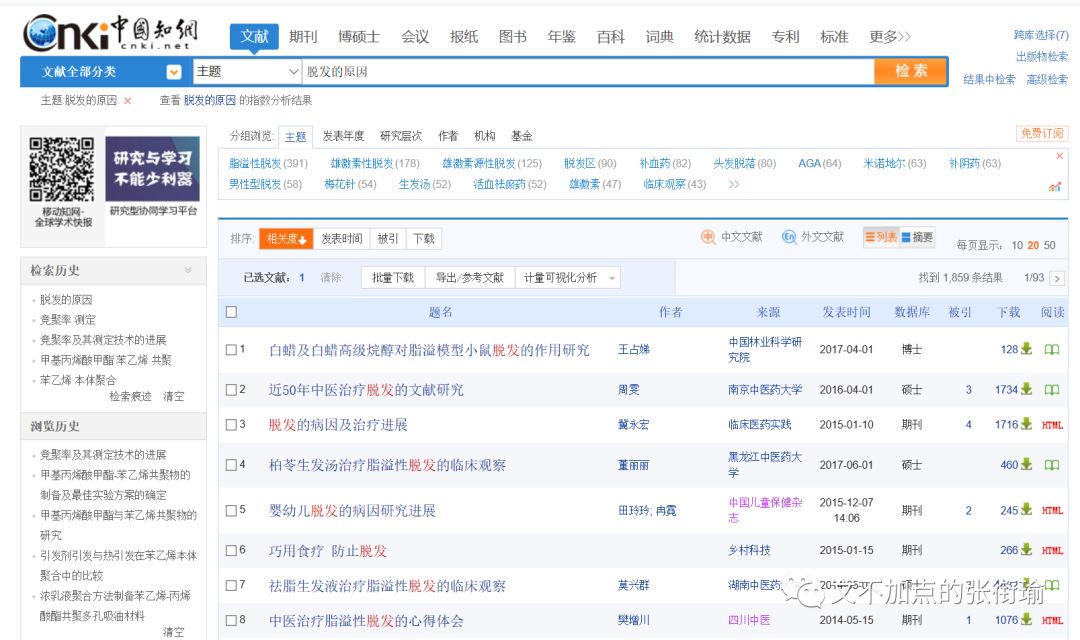 Cnki中国知网
cnki.net
文献 期刊 博硕士 会议 报纸 图书 年鉴 百科 词典 统计数据 专利 标准 更多>>
跨库选择(7)
出版物检索
文献全部分类 主题 脱发的原因 检索
结果中检索 高级检索
主题:脱发的原因 × 查看 脱发的原因 的指数分析结果
研究与学习
不能少利器
移动知网-
全球学术快报
研究型协同学习平台
检索历史
脱发的原因
竞聚率 测定
竞聚率及其测定技术的进展
甲基丙烯酸甲酯 苯乙烯 共聚
苯乙烯 本体聚合
检索痕迹 清空
浏览历史
竞聚率及其测定技术的进展
甲基丙烯酸甲酯-苯乙烯共聚物的
制备及最佳实验方案的确定
甲基丙烯酸甲酯与苯乙烯共聚物的
研究
引发剂引发与热引发在苯乙烯本体
聚合中的比较
浓乳液聚合方法制备苯乙烯-丙烯
酸酯共聚多孔吸油材料
清空
分组浏览: 主题 发表年度 研究层次 作者 机构 基金 免费订阅
脂溢性脱发(391) 雄激素性脱发(178) 雄激素源性脱发(125) 脱发区(90) 补血药(82) 头发脱落(80) AGA(64) 米诺地尔(63) 补阴药(63) ×
男性型脱发(58) 梅花针(54) 生发汤(52) 活血祛瘀药(52) 雄激素(47) 临床观察(43) >>
排序: 相关度 发表时间 被引 下载 中 中文文献 En 外文文献 列表 摘要 每页显示: 10 20 50
已选文献: 1 清除 批量下载 导出/参考文献 计量可视化分析 找到 1,859 条结果 1/93 >
题名 作者 来源 发表时间 数据库 被引 下载 阅读
1 白蜡及白蜡高级烷醇对脂溢模型小鼠脱发的作用研究 王占娣 中国林业科学研究院 2017-04-01 博士 128
2 近50年中医治疗脱发的文献研究 周雯 南京中医药大学 2016-04-01 硕士 3 1734
3 脱发的病因及治疗进展 冀永宏 临床医药实践 2015-01-10 期刊 4 1716 HTML
4 柏苓生发汤治疗脂溢性脱发的临床观察 董丽丽 黑龙江中医药大学 2017-06-01 硕士 460
5 婴幼儿脱发的病因研究进展 田玲玲; 冉霓 中国儿童保健杂志 2015-12-07 14:06 期刊 2 245 HTML
6 巧用食疗 防止脱发 乡村科技 2015-01-15 期刊 266 HTML
7 祛脂生发液治疗脂溢性脱发的临床观察 莫兴群 湖南中医药
8 中医治疗脂溢性脱发的心得体会 樊增川 四川中医 2014-05-15 期刊 1 1076 HTML
文不加点的张衔瑜